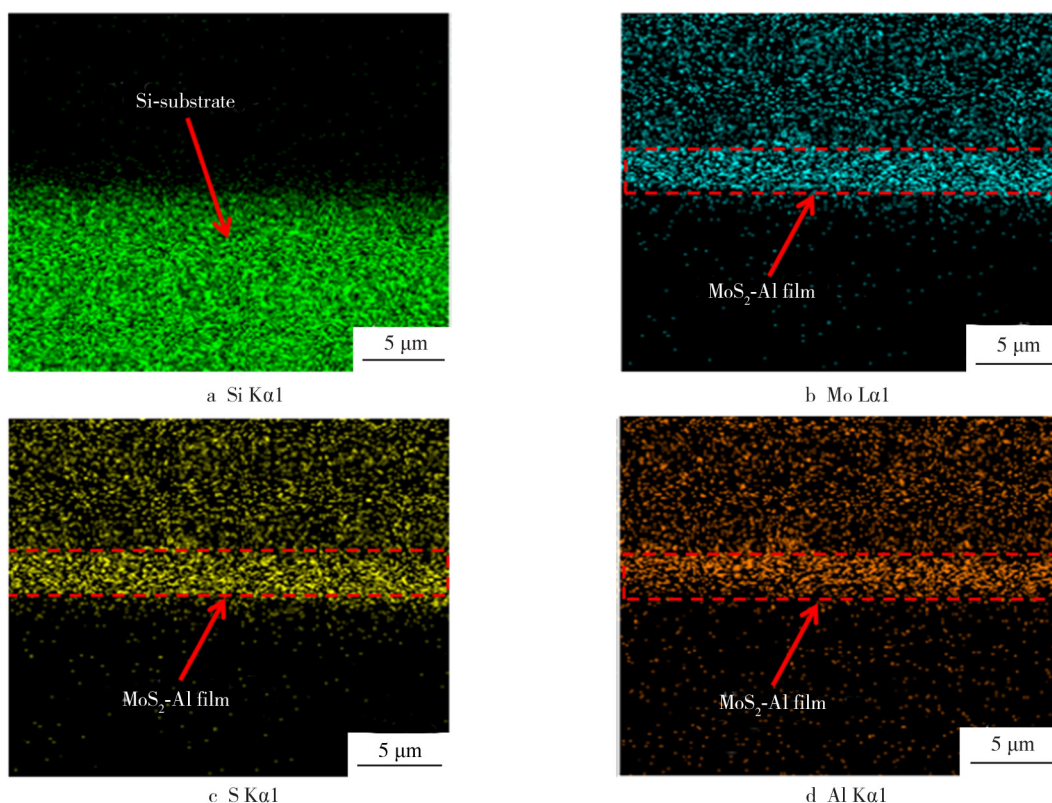 Si-substrate
5 μm
a Si Kα1
MoS₂-Al film
5 μm
b Mo Lα1
MoS₂-Al film
5 μm
c S Kα1
MoS₂-Al film
5 μm
d Al Kα1